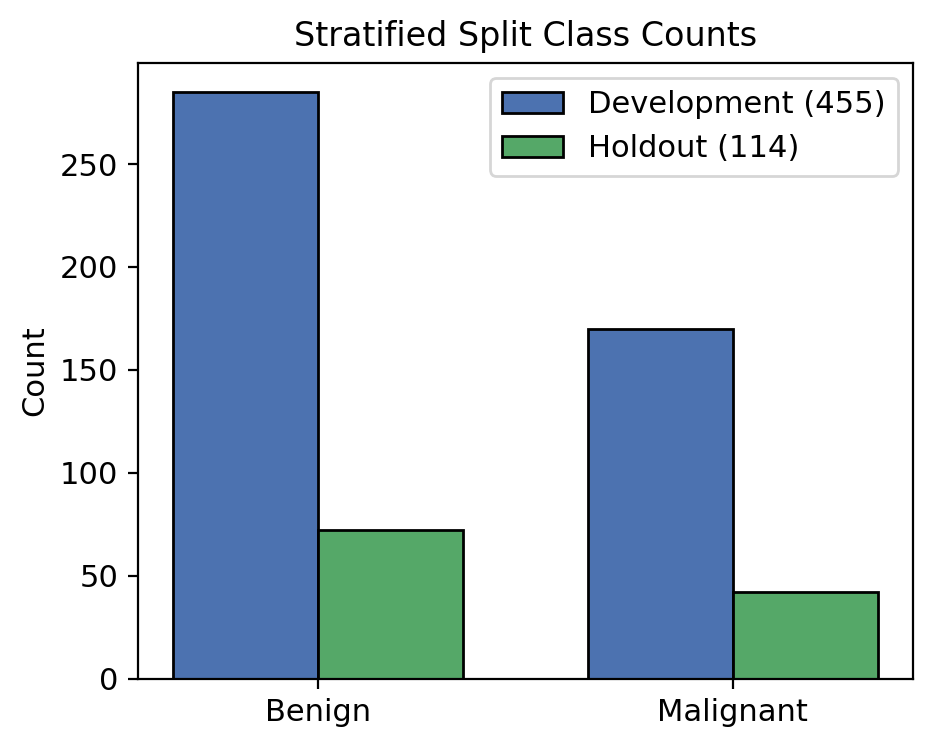 Stratified Split Class Counts
Development (455)
Holdout (114)
Count
250
200
150
100
50
0
Benign
Malignant